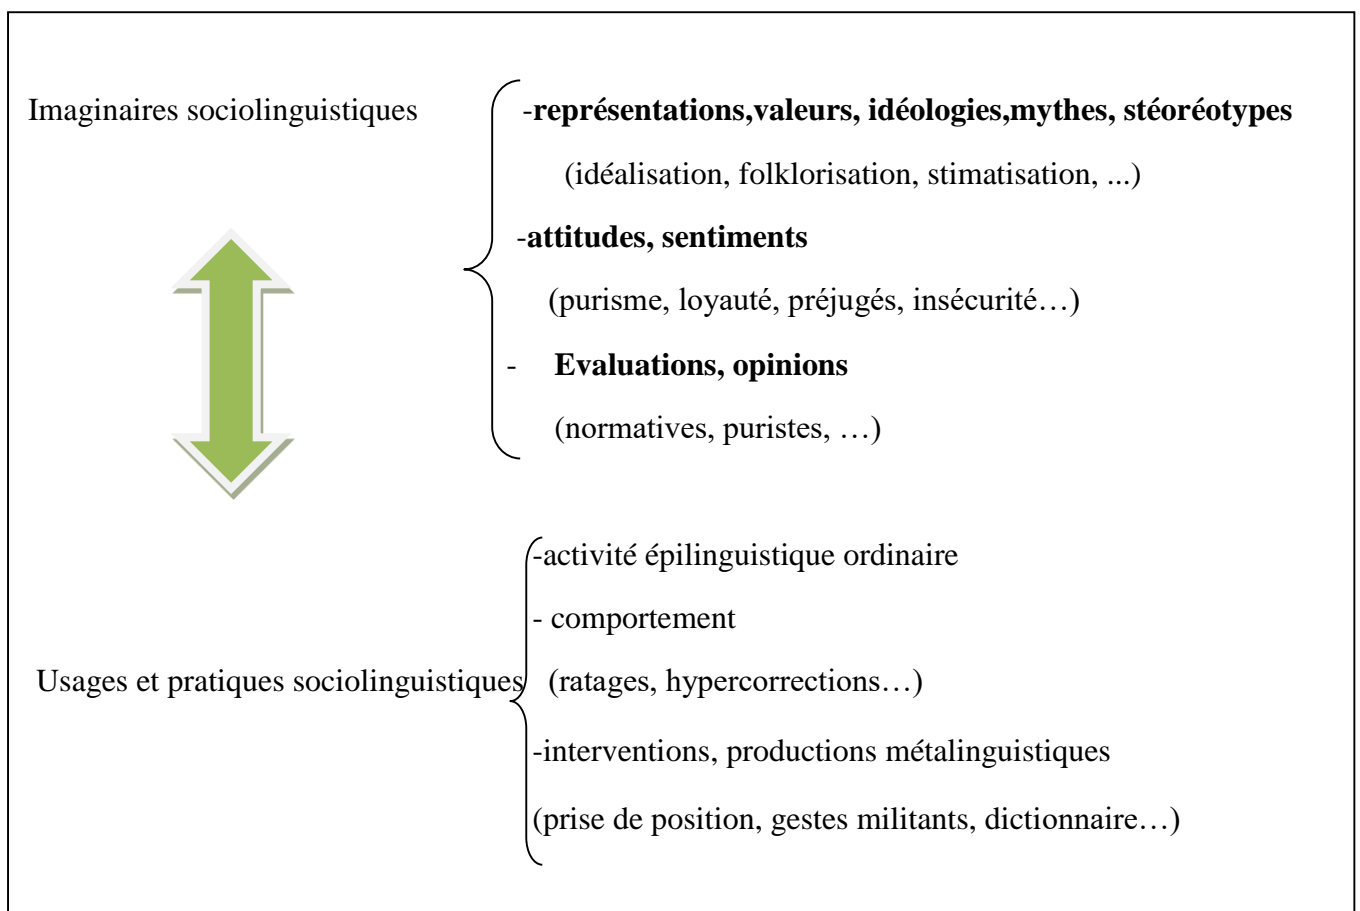 Imaginaires sociolinguistiques
-représentations,valeurs, idéologies,mythes, stéoréotypes
(idéalisation, folklorisation, stimatisation, ...)
-attitudes, sentiments
(purisme, loyauté, préjugés, insécurité…)
- Evaluations, opinions
(normatives, puristes, …)
-activité épilinguistique ordinaire
- comportement
Usages et pratiques sociolinguistiques
(ratages, hypercorrections…)
-interventions, productions métalinguistiques
(prise de position, gestes militants, dictionnaire…)